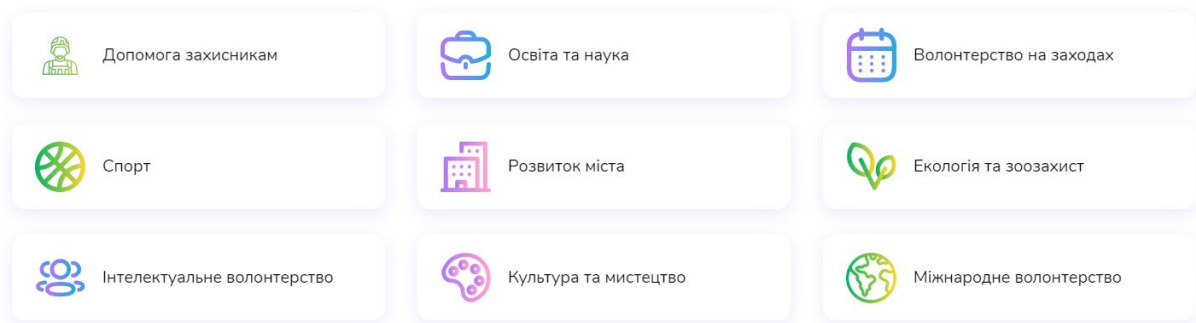 Допомога захисникам
Освіта та наука
Волонтерство на заходах
Спорт
Розвиток міста
Екологія та зоозахист
Інтелектуальне волонтерство
Культура та мистецтво
Міжнародне волонтерство